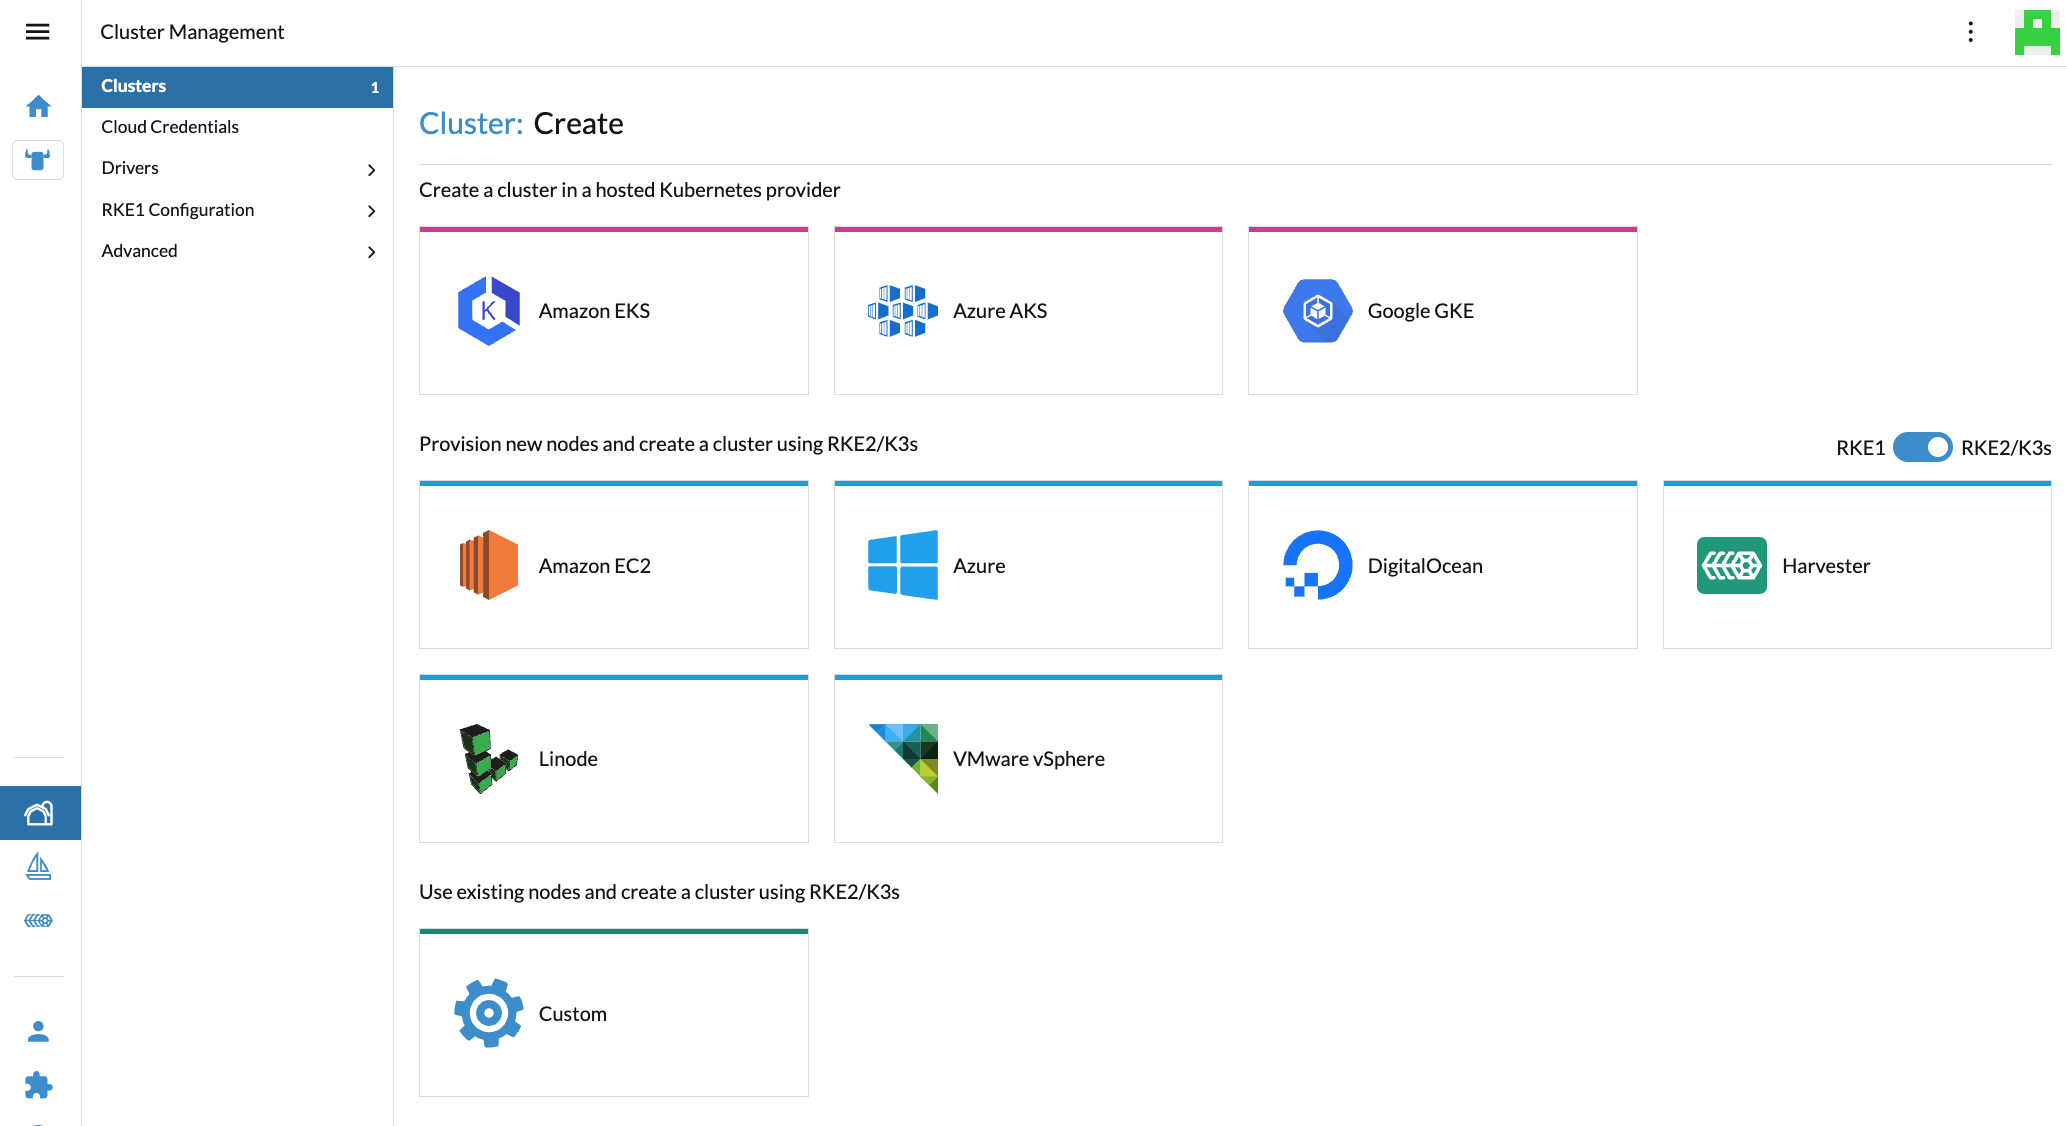 Cluster Management
Clusters 1
Cloud Credentials
Drivers
RKE1 Configuration
Advanced
Cluster: Create
Create a cluster in a hosted Kubernetes provider
K Amazon EKS
Azure AKS
Google GKE
Provision new nodes and create a cluster using RKE2/K3s
RKE1 RKE2/K3s
Amazon EC2
Azure
DigitalOcean
Harvester
Linode
VMware vSphere
Use existing nodes and create a cluster using RKE2/K3s
Custom